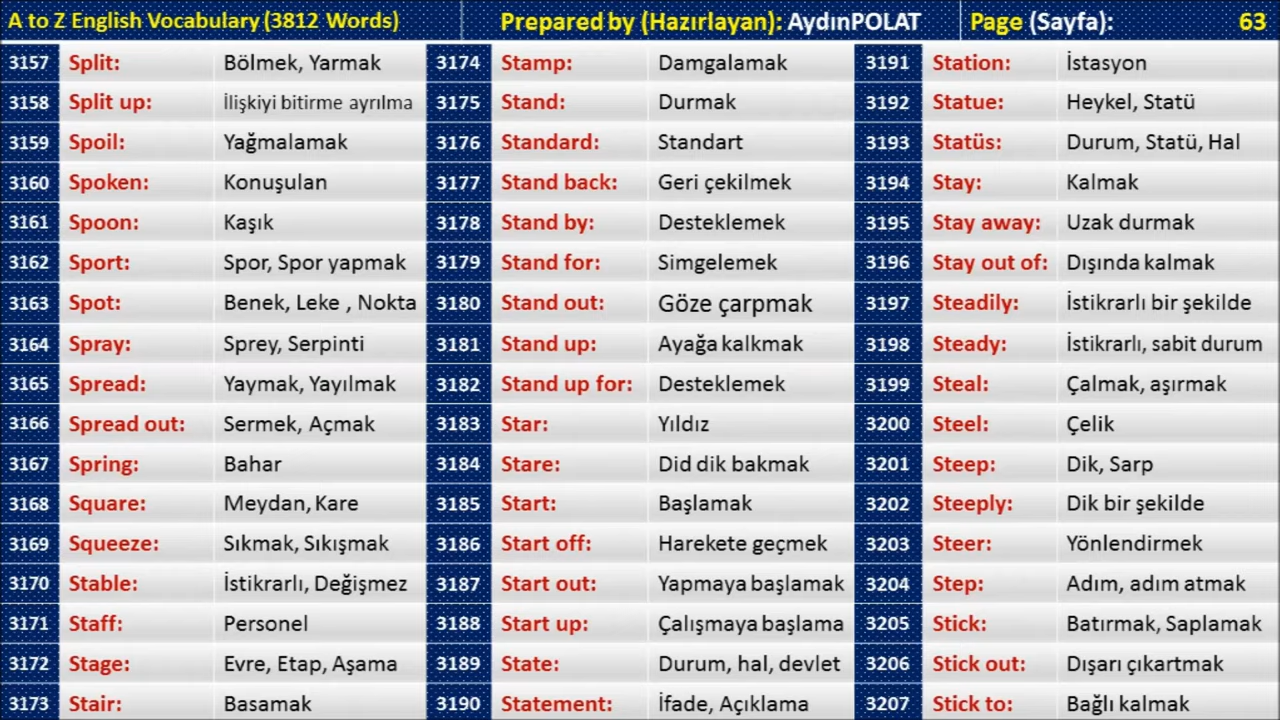 A to Z English Vocabulary (3812 Words) Prepared by (Hazırlayan): AydınPOLAT Page (Sayfa): 63
3157 Split: Bölmek, Yarmak
3158 Split up: İlişkiyi bitirme ayrılma
3159 Spoil: Yağmalamak
3160 Spoken: Konuşulan
3161 Spoon: Kaşık
3162 Sport: Spor, Spor yapmak
3163 Spot: Benek, Leke , Nokta
3164 Spray: Sprey, Serpinti
3165 Spread: Yaymak, Yayılmak
3166 Spread out: Sermek, Açmak
3167 Spring: Bahar
3168 Square: Meydan, Kare
3169 Squeeze: Sıkmak, Sıkışmak
3170 Stable: İstikrarlı, Değişmez
3171 Staff: Personel
3172 Stage: Evre, Etap, Aşama
3173 Stair: Basamak
3174 Stamp: Damgalamak
3175 Stand: Durmak
3176 Standard: Standart
3177 Stand back: Geri çekilmek
3178 Stand by: Desteklemek
3179 Stand for: Simgelemek
3180 Stand out: Göze çarpmak
3181 Stand up: Ayağa kalkmak
3182 Stand up for: Desteklemek
3183 Star: Yıldız
3184 Stare: Did dik bakmak
3185 Start: Başlamak
3186 Start off: Harekete geçmek
3187 Start out: Yapmaya başlamak
3188 Start up: Çalışmaya başlama
3189 State: Durum, hal, devlet
3190 Statement: İfade, Açıklama
3191 Station: İstasyon
3192 Statue: Heykel, Statü
3193 Statüs: Durum, Statü, Hal
3194 Stay: Kalmak
3195 Stay away: Uzak durmak
3196 Stay out of: Dışında kalmak
3197 Steadily: İstikrarlı bir şekilde
3198 Steady: İstikrarlı, sabit durum
3199 Steal: Çalmak, aşırmak
3200 Steel: Çelik
3201 Steep: Dik, Sarp
3202 Steeply: Dik bir şekilde
3203 Steer: Yönlendirmek
3204 Step: Adım, adım atmak
3205 Stick: Batırmak, Saplamak
3206 Stick out: Dışarı çıkartmak
3207 Stick to: Bağlı kalmak